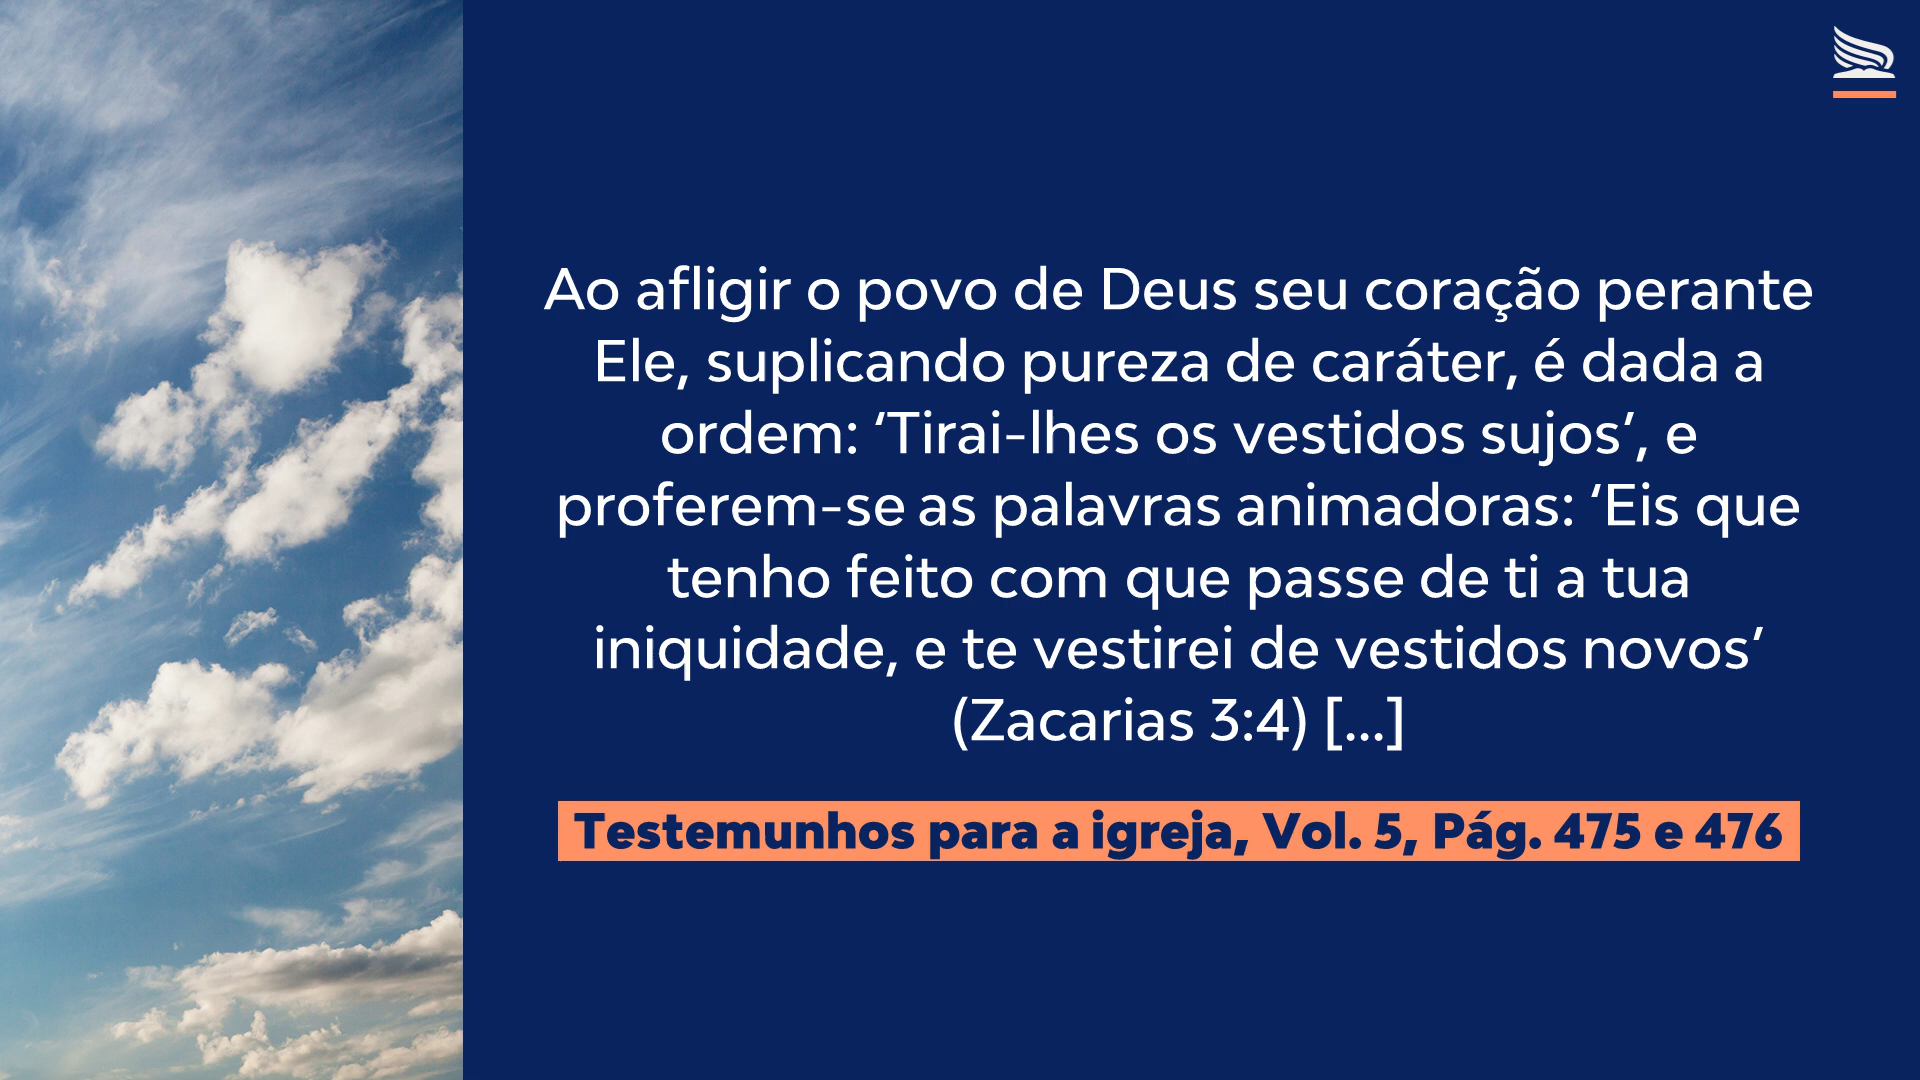 Ao afligir o povo de Deus seu coração perante
Ele, suplicando pureza de caráter, é dada a
ordem: ‘Tirai-lhes os vestidos sujos’, e
proferem-se as palavras animadoras: ‘Eis que
tenho feito com que passe de ti a tua
iniquidade, e te vestirei de vestidos novos’
(Zacarias 3:4) [...]
Testemunhos para a igreja, Vol. 5, Pág. 475 e 476